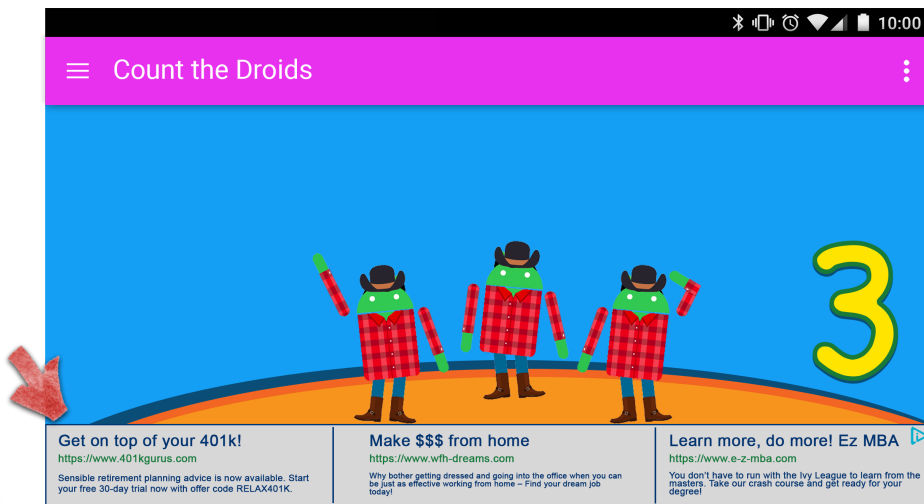 10:00
Count the Droids
3
Get on top of your 401k!
https://www.401kgurus.com
Sensible retirement planning advice is now available. Start
your free 30-day trial now with offer code RELAX401K.
Make $$$ from home
https://www.wfh-dreams.com
Why bother getting dressed and going into the office when you can
be just as effective working from home – Find your dream job
today!
Learn more, do more! Ez MBA
https://www.e-z-mba.com
You don't have to run with the Ivy League to learn from the
masters. Take our crash course and get ready for your
degree!